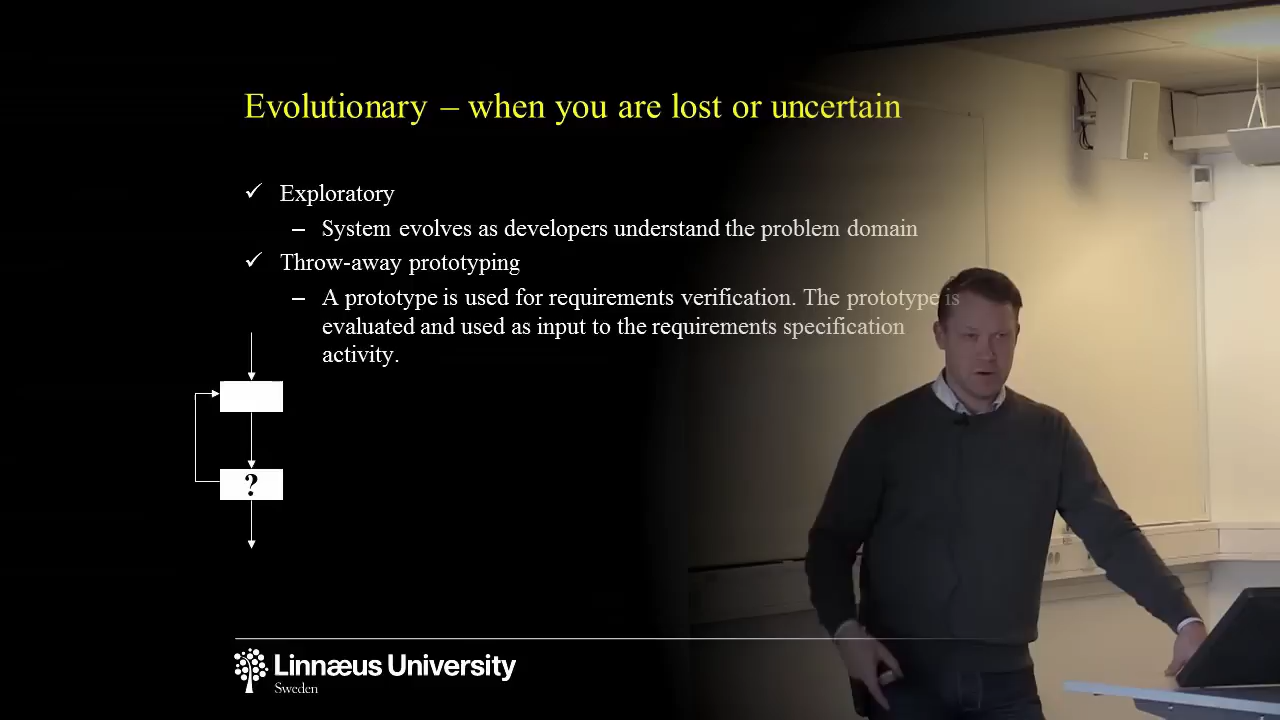 Evolutionary – when you are lost or uncertain
✓ Exploratory
– System evolves as developers understand the problem domain
✓ Throw-away prototyping
– A prototype is used for requirements verification. The prototype is
evaluated and used as input to the requirements specification
activity.
?
Linnæus University
Sweden